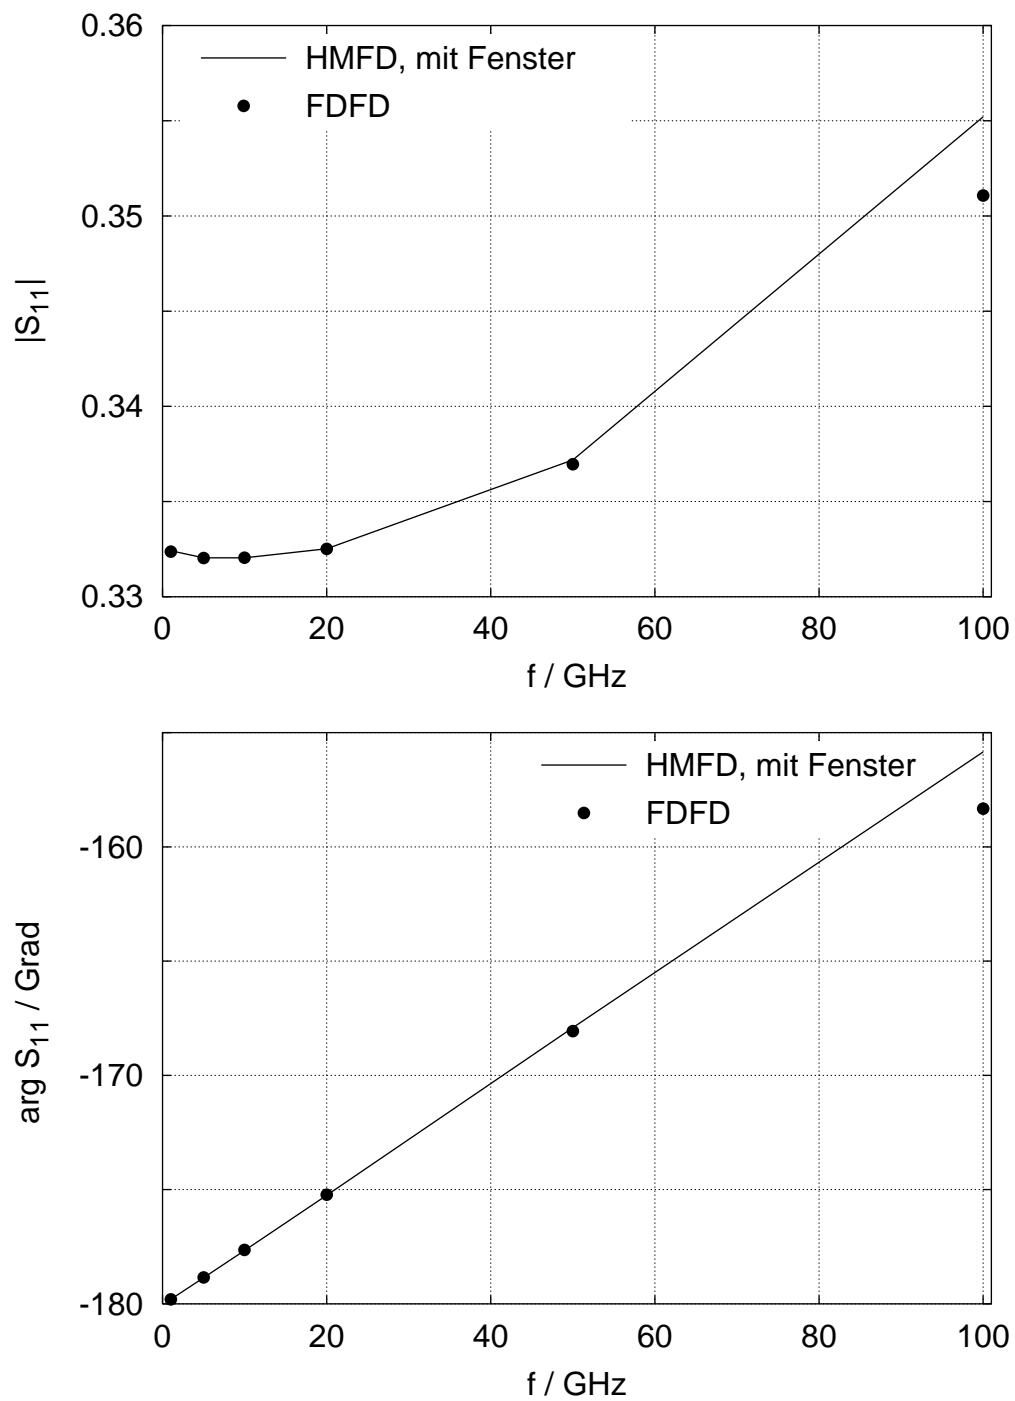 0.36
HMFD, mit Fenster
FDFD
0.35
|S11|
0.34
0.33
0 20 40 60 80 100
f / GHz
HMFD, mit Fenster
FDFD
-160
arg S11 / Grad
-170
-180
0 20 40 60 80 100
f / GHz